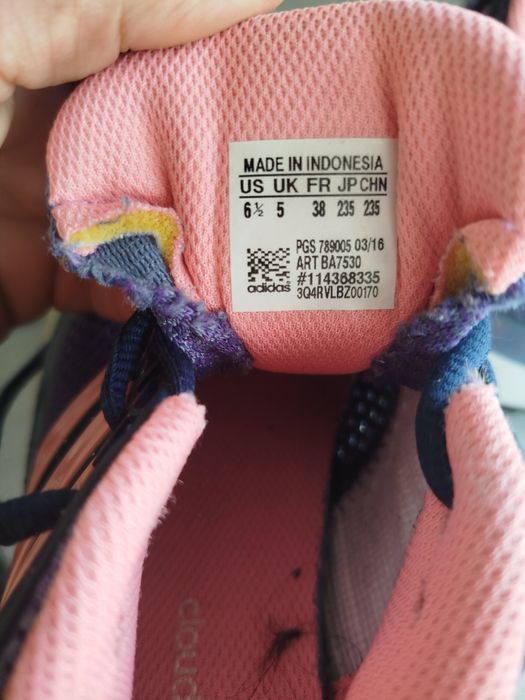 MADE IN INDONESIA
US UK FR JP CHN
6½ 5 38 235 235
PGS 789005 03/16
ART BA7530
#114368335
3Q4RVLBZ00170
adidas
cloud